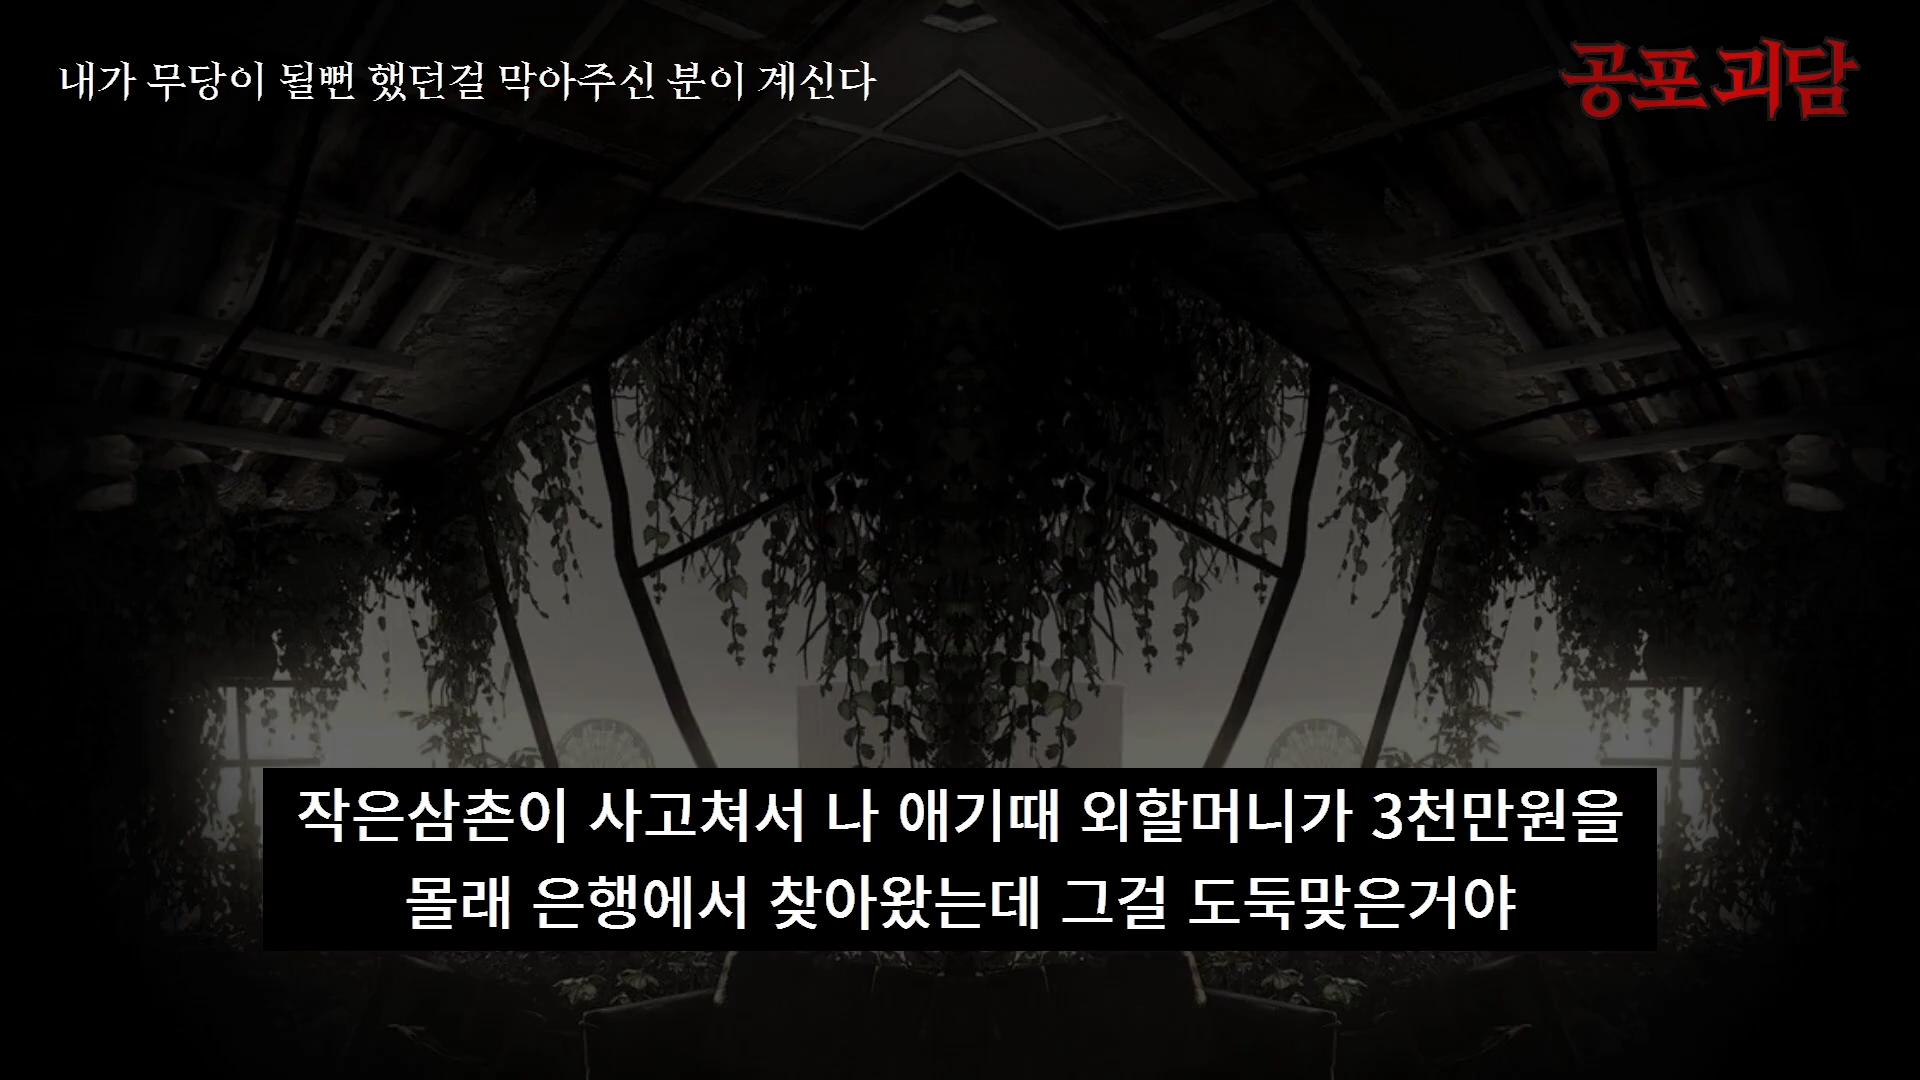 내가 무당이 될뻔 했던걸 막아주신 분이 계신다
공포 괴담
작은삼촌이 사고쳐서 나 애기때 외할머니가 3천만원을
몰래 은행에서 찾아왔는데 그걸 도둑맞은거야